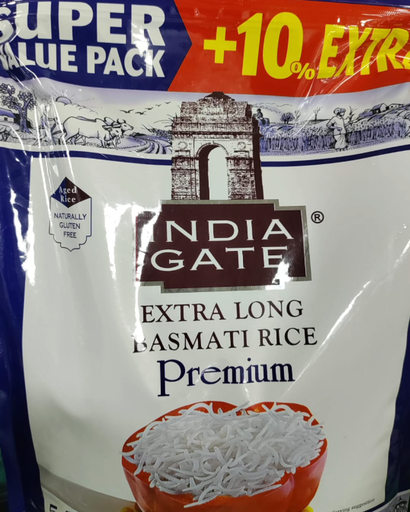 SUPER
VALUE PACK
+10% EXTRA
Aged
Rice
NATURALLY
GLUTEN
FREE
INDIA
GATE
®
EXTRA LONG
BASMATI RICE
Premium